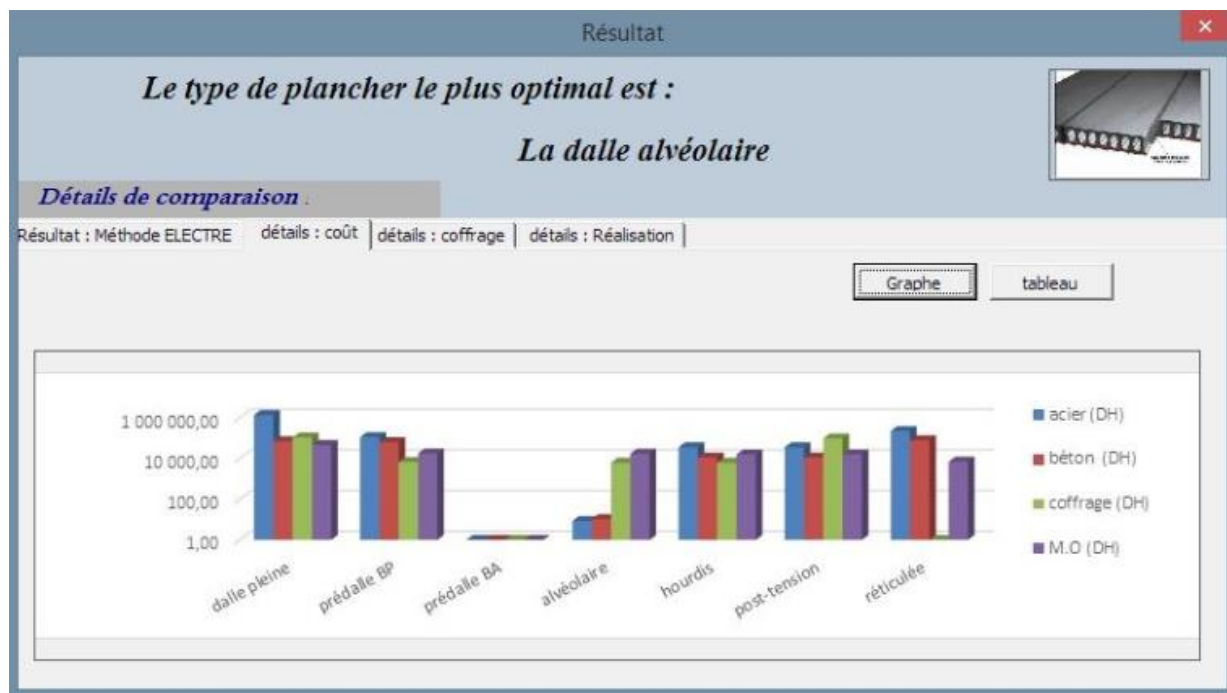 Résultat
Le type de plancher le plus optimal est :
La dalle alvéolaire
Détails de comparaison .
Résultat : Méthode ELECTRE détails : coût détails : coffrage détails : Réalisation
Graphe tableau
1 000 000,00
10 000,00
100,00
1,00
dalle pleine prédalle BP prédalle BA alvéolaire hourdis post-tension réticulée
acier (DH)
béton (DH)
coffrage (DH)
M.O (DH)